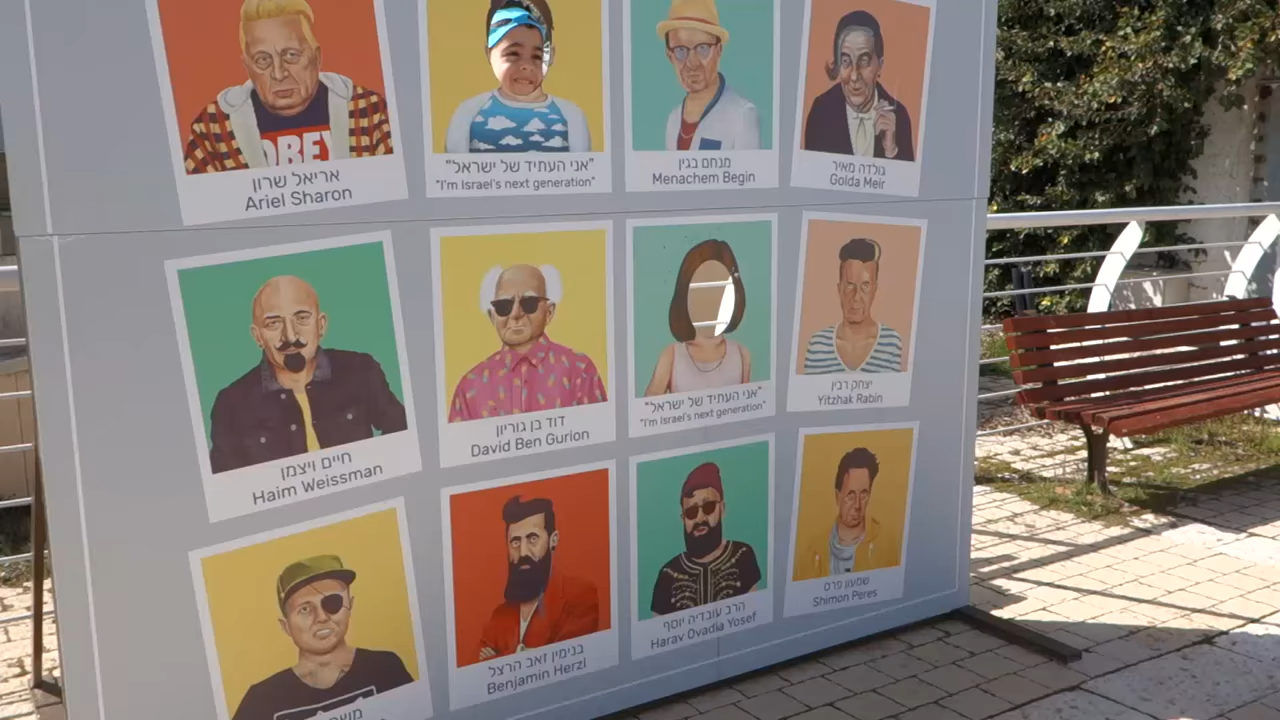 OBEY
אריאל שרון
Ariel Sharon
"אני העתיד של ישראל"
"I'm Israel's next generation"
מנחם בגין
Menachem Begin
גולדה מאיר
Golda Meir
חיים ויצמן
Haim Weissman
דוד בן גוריון
David Ben Gurion
"אני העתיד של ישראל"
"I'm Israel's next generation"
יצחק רבין
Yitzhak Rabin
בנימין זאב הרצל
Benjamin Herzl
הרב עובדיה יוסף
Harav Ovadia Yosef
שמעון פרס
Shimon Peres